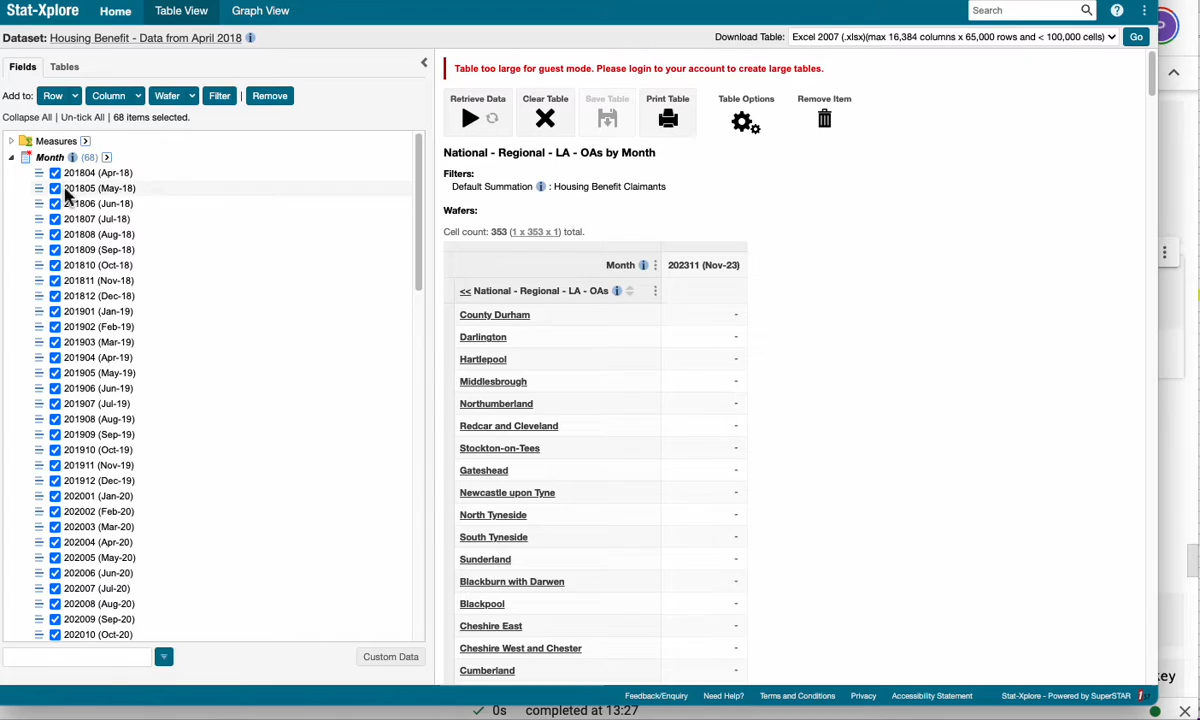 Stat-Xplore Home Table View Graph View Search
Dataset: Housing Benefit - Data from April 2018
Download Table: Excel 2007 (.xlsx)(max 16,384 columns x 65,000 rows and < 100,000 cells) Go
Fields Tables
Add to: Row Column Wafer Filter | Remove
Collapse All | Un-tick All | 68 items selected.
Measures
Month (68)
201804 (Apr-18)
201805 (May-18)
201806 (Jun-18)
201807 (Jul-18)
201808 (Aug-18)
201809 (Sep-18)
201810 (Oct-18)
201811 (Nov-18)
201812 (Dec-18)
201901 (Jan-19)
201902 (Feb-19)
201903 (Mar-19)
201904 (Apr-19)
201905 (May-19)
201906 (Jun-19)
201907 (Jul-19)
201908 (Aug-19)
201909 (Sep-19)
201910 (Oct-19)
201911 (Nov-19)
201912 (Dec-19)
202001 (Jan-20)
202002 (Feb-20)
202003 (Mar-20)
202004 (Apr-20)
202005 (May-20)
202006 (Jun-20)
202007 (Jul-20)
202008 (Aug-20)
202009 (Sep-20)
202010 (Oct-20)
Custom Data
Table too large for guest mode. Please login to your account to create large tables.
Retrieve Data Clear Table Save Table Print Table Table Options Remove Item
National - Regional - LA - OAs by Month
Filters:
Default Summation : Housing Benefit Claimants
Wafers:
Cell count: 353 (1 x 353 x 1) total.
Month 202311 (Nov-23)
<< National - Regional - LA - OAs
County Durham -
Darlington -
Hartlepool -
Middlesbrough -
Northumberland -
Redcar and Cleveland -
Stockton-on-Tees -
Gateshead -
Newcastle upon Tyne -
North Tyneside -
South Tyneside -
Sunderland -
Blackburn with Darwen -
Blackpool -
Cheshire East -
Cheshire West and Chester -
Cumberland -
Feedback/Enquiry Need Help? Terms and Conditions Privacy Accessibility Statement Stat-Xplore - Powered by SuperSTAR
key
0s completed at 13:27